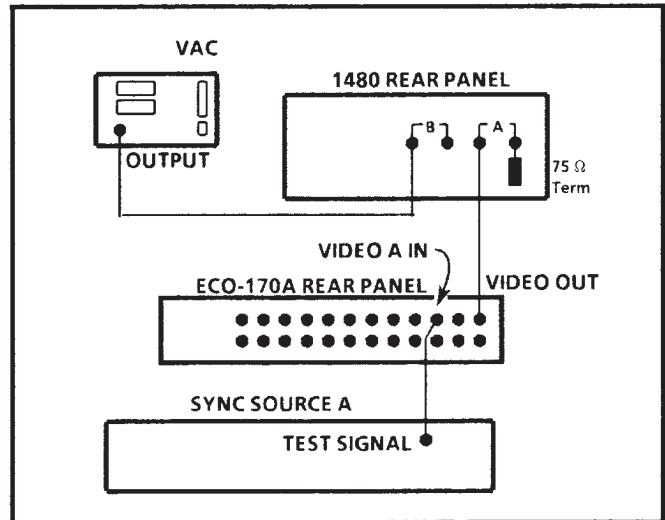 VAC
1480 REAR PANEL
B A
OUTPUT
75 Ω
Term
VIDEO A IN
ECO-170A REAR PANEL
VIDEO OUT
SYNC SOURCE A
TEST SIGNAL